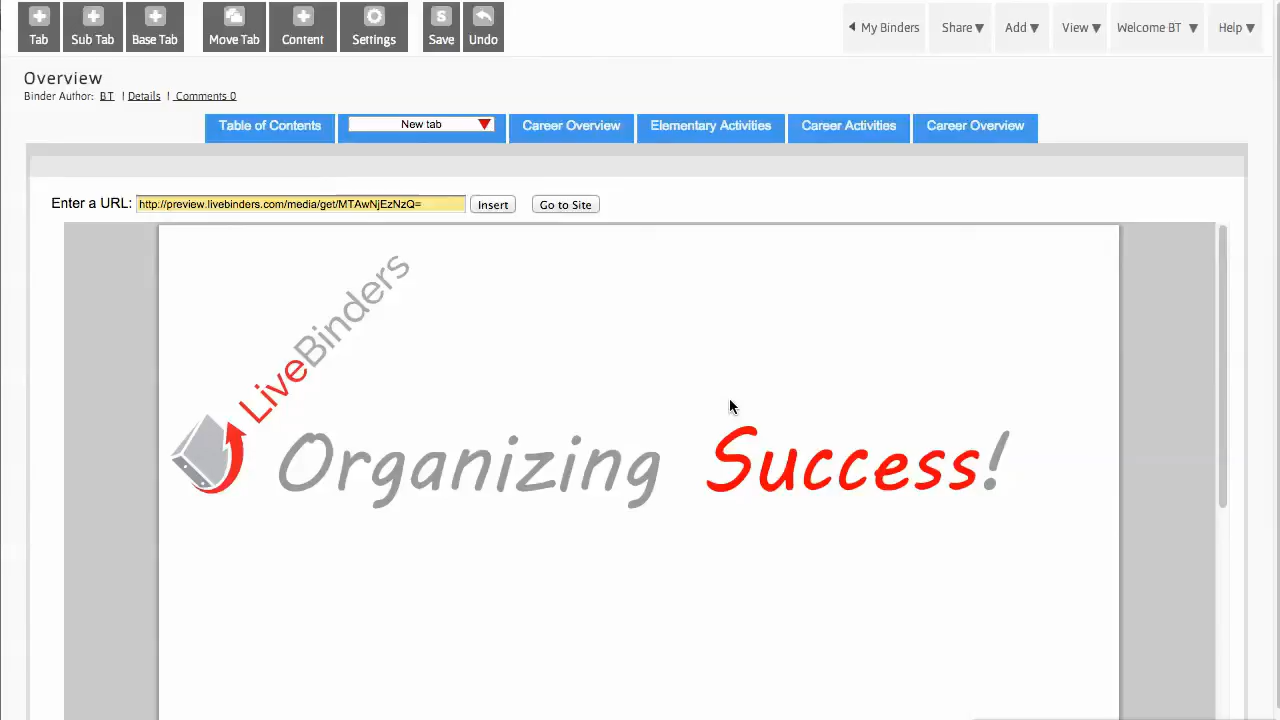 Tab Sub Tab Base Tab Move Tab Content Settings S Save Undo My Binders Share Add View Welcome BT Help
Overview
Binder Author: BT ! Details ! Comments 0
Table of Contents New tab Career Overview Elementary Activities Career Activities Career Overview
Enter a URL: http://preview.livebinders.com/media/get/MTAwNjEzNzQ= Insert Go to Site
LiveBinders
Organizing Success!